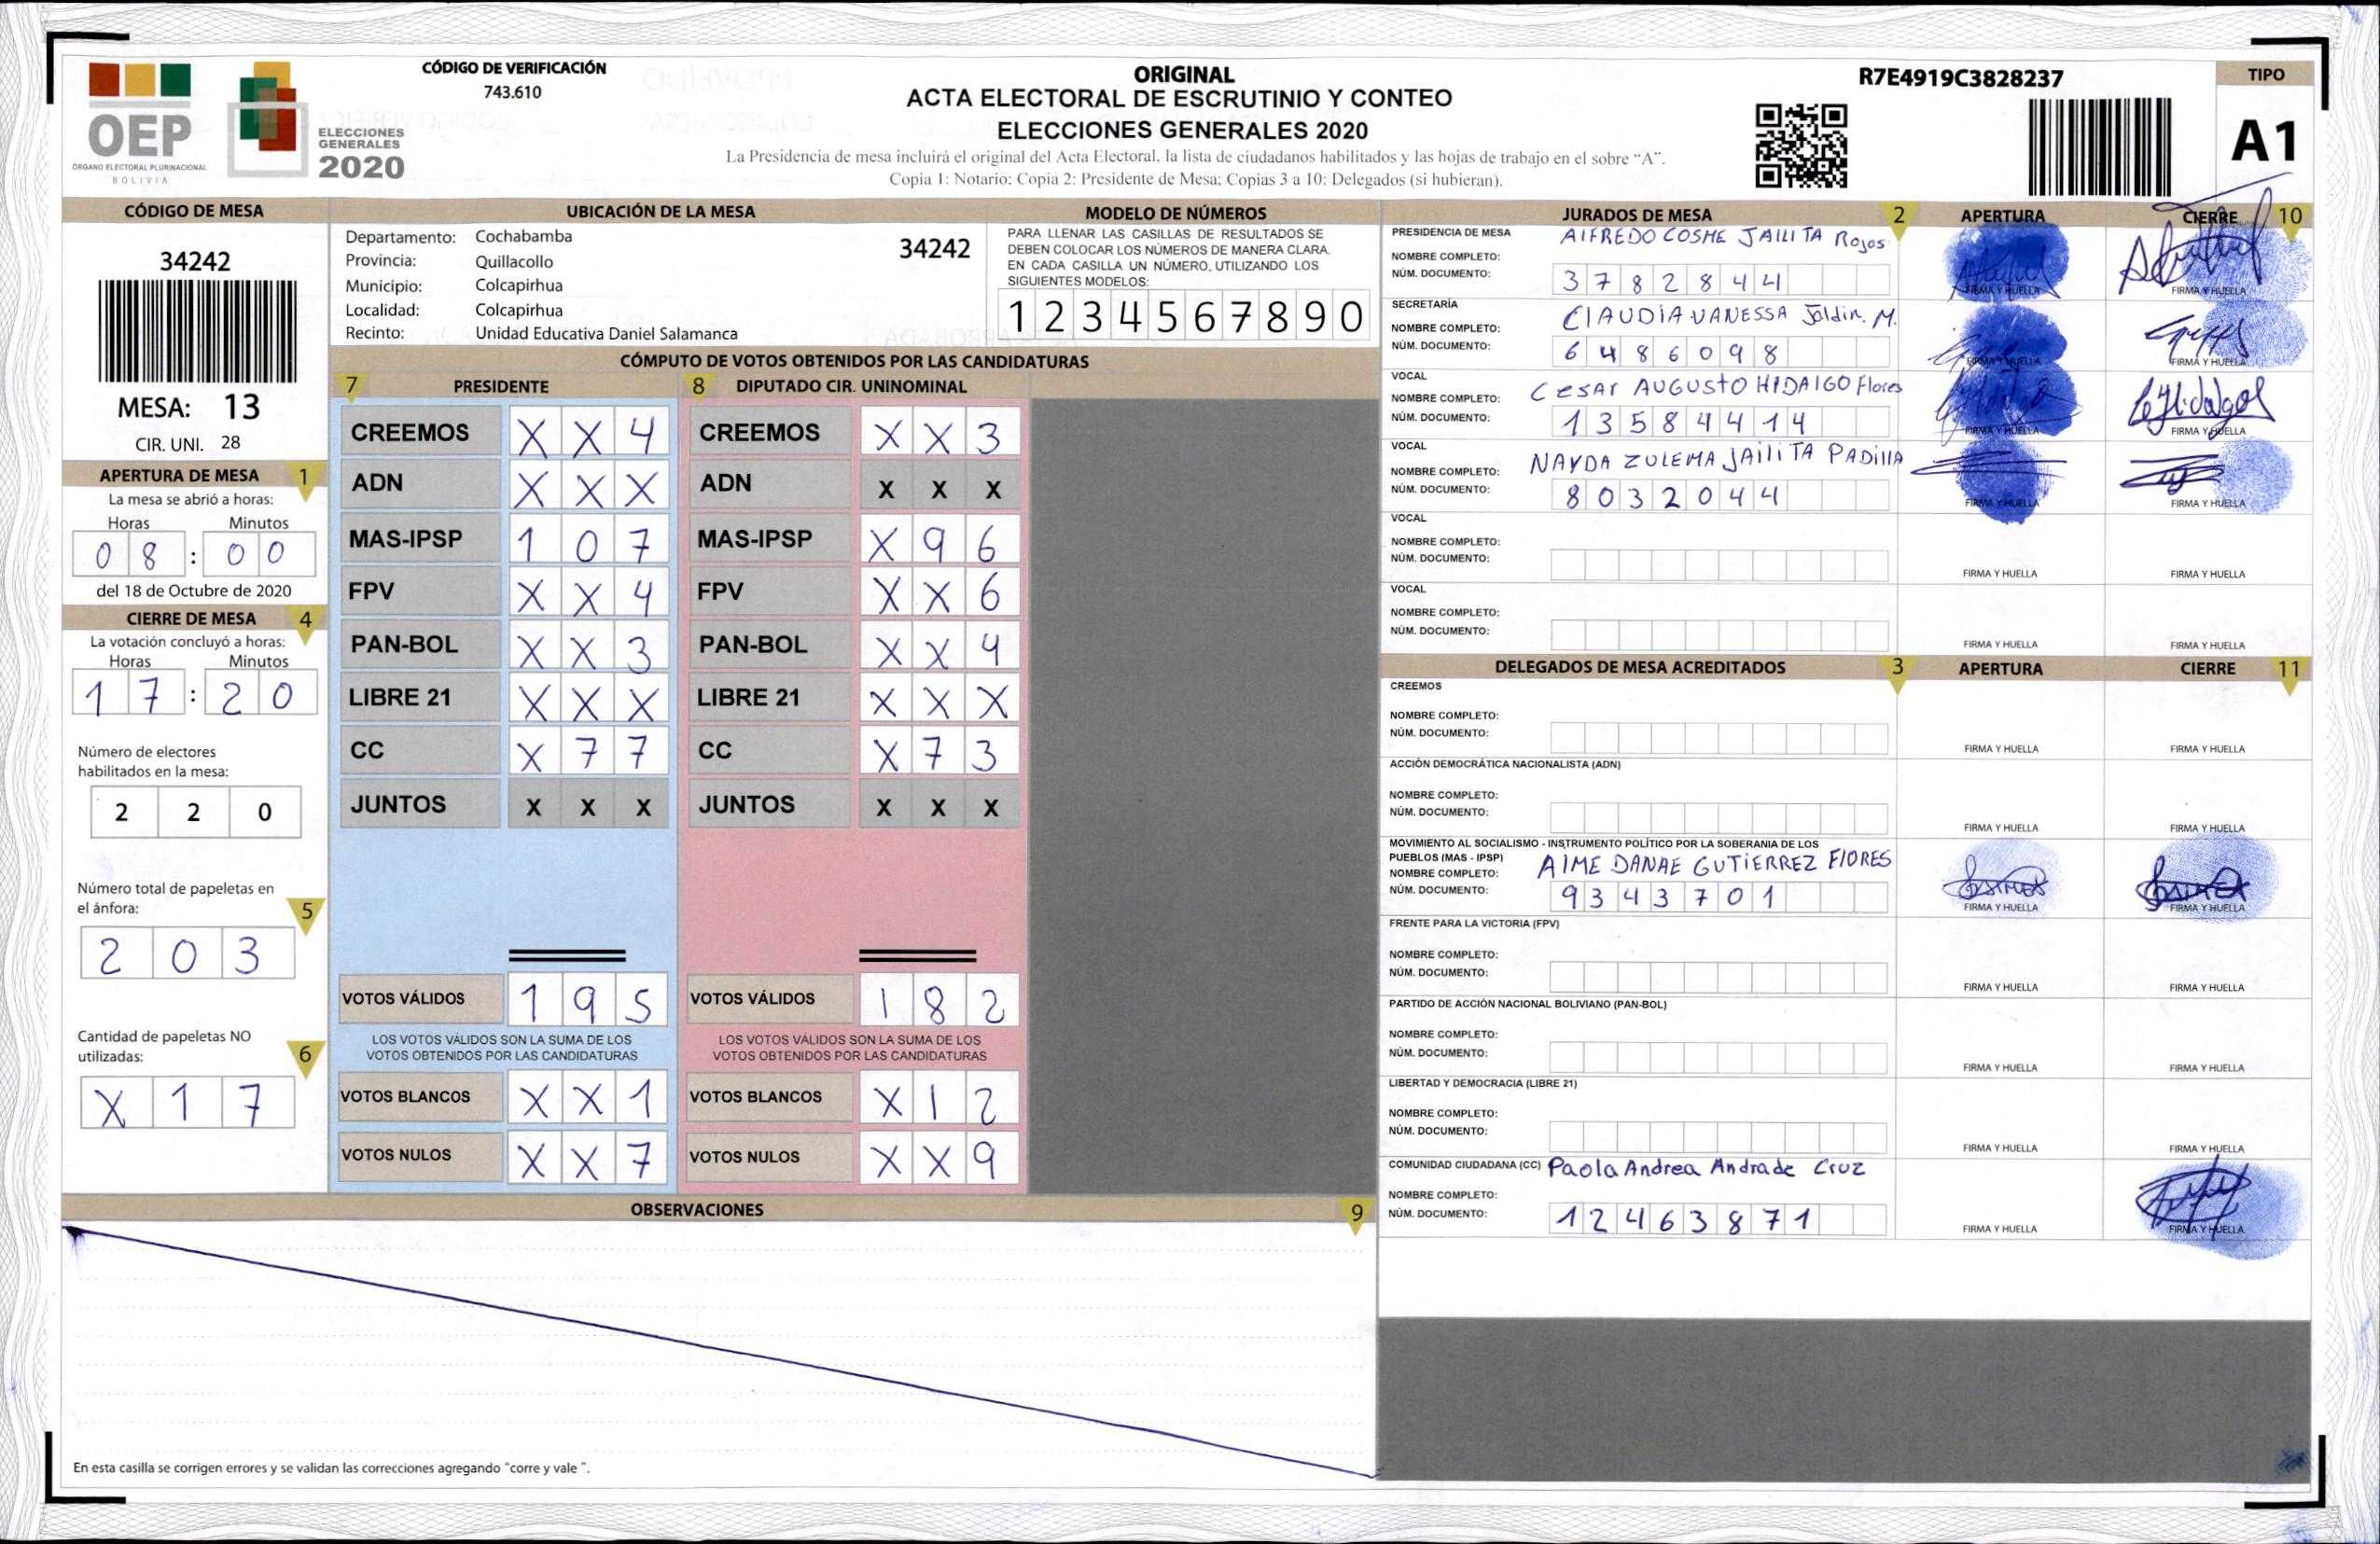 CÓDIGO DE VERIFICACIÓN
743.610
OEP
ÓRGANO ELECTORAL PLURINACIONAL
BOLIVIA
ELECCIONES
GENERALES
2020
ORIGINAL
ACTA ELECTORAL DE ESCRUTINIO Y CONTEO
ELECCIONES GENERALES 2020
La Presidencia de mesa incluirá el original del Acta Electoral, la lista de ciudadanos habilitados y las hojas de trabajo en el sobre "A".
Copia 1: Notario; Copia 2: Presidente de Mesa; Copias 3 a 10: Delegados (si hubieran).
R7E4919C3828237
TIPO
A1
CÓDIGO DE MESA
34242
MESA: 13
CIR. UNI. 28
APERTURA DE MESA 1
La mesa se abrió a horas:
Horas Minutos
0 8 : 0 0
del 18 de Octubre de 2020
CIERRE DE MESA 4
La votación concluyó a horas:
Horas Minutos
1 7 : 2 0
Número de electores
habilitados en la mesa:
2 2 0
Número total de papeletas en
el ánfora: 5
2 0 3
Cantidad de papeletas NO
utilizadas: 6
X 1 7
UBICACIÓN DE LA MESA
Departamento: Cochabamba
Provincia: Quillacollo
Municipio: Colcapirhua
Localidad: Colcapirhua
Recinto: Unidad Educativa Daniel Salamanca
34242
MODELO DE NÚMEROS
PARA LLENAR LAS CASILLAS DE RESULTADOS SE
DEBEN COLOCAR LOS NÚMEROS DE MANERA CLARA.
EN CADA CASILLA UN NÚMERO, UTILIZANDO LOS
SIGUIENTES MODELOS:
1 2 3 4 5 6 7 8 9 0
CÓMPUTO DE VOTOS OBTENIDOS POR LAS CANDIDATURAS
7 PRESIDENTE
CREEMOS X X 4
ADN X X X
MAS-IPSP 1 0 7
FPV X X 4
PAN-BOL X X 3
LIBRE 21 X X X
CC X 7 7
JUNTOS X X X
VOTOS VÁLIDOS 1 9 5
LOS VOTOS VÁLIDOS SON LA SUMA DE LOS
VOTOS OBTENIDOS POR LAS CANDIDATURAS
VOTOS BLANCOS X X 1
VOTOS NULOS X X 7
8 DIPUTADO CIR. UNINOMINAL
CREEMOS X X 3
ADN X X X
MAS-IPSP X 9 6
FPV X X 6
PAN-BOL X X 4
LIBRE 21 X X X
CC X 7 3
JUNTOS X X X
VOTOS VÁLIDOS 1 8 2
LOS VOTOS VÁLIDOS SON LA SUMA DE LOS
VOTOS OBTENIDOS POR LAS CANDIDATURAS
VOTOS BLANCOS X 1 2
VOTOS NULOS X X 9
OBSERVACIONES 9
En esta casilla se corrigen errores y se validan las correcciones agregando "corre y vale ".
JURADOS DE MESA 2 APERTURA CIERRE 10
PRESIDENCIA DE MESA
NOMBRE COMPLETO: AlFREDO COSME JAILITA Rojas
NÚM. DOCUMENTO: 3 7 8 2 8 4 4
FIRMA Y HUELLA FIRMA Y HUELLA
SECRETARÍA
NOMBRE COMPLETO: ClAUDIA VANESSA Jaldin. M.
NÚM. DOCUMENTO: 6 4 8 6 0 9 8
FIRMA Y HUELLA FIRMA Y HUELLA
VOCAL
NOMBRE COMPLETO: CESAr AUGUSTO HIDALGO Flores
NÚM. DOCUMENTO: 1 3 5 8 4 4 1 4
FIRMA Y HUELLA FIRMA Y HUELLA
VOCAL
NOMBRE COMPLETO: NAYDA ZULEMA JAILITA PADIllA
NÚM. DOCUMENTO: 8 0 3 2 0 4 4
FIRMA Y HUELLA FIRMA Y HUELLA
VOCAL
NOMBRE COMPLETO:
NÚM. DOCUMENTO:
FIRMA Y HUELLA FIRMA Y HUELLA
VOCAL
NOMBRE COMPLETO:
NÚM. DOCUMENTO:
FIRMA Y HUELLA FIRMA Y HUELLA
DELEGADOS DE MESA ACREDITADOS 3 APERTURA CIERRE 11
CREEMOS
NOMBRE COMPLETO:
NÚM. DOCUMENTO:
FIRMA Y HUELLA FIRMA Y HUELLA
ACCIÓN DEMOCRÁTICA NACIONALISTA (ADN)
NOMBRE COMPLETO:
NÚM. DOCUMENTO:
FIRMA Y HUELLA FIRMA Y HUELLA
MOVIMIENTO AL SOCIALISMO - INSTRUMENTO POLÍTICO POR LA SOBERANIA DE LOS
PUEBLOS (MAS - IPSP)
NOMBRE COMPLETO: AIME DANAE GUTIERREZ FlORES
NÚM. DOCUMENTO: 9 3 4 3 7 0 1
FIRMA Y HUELLA FIRMA Y HUELLA
FRENTE PARA LA VICTORIA (FPV)
NOMBRE COMPLETO:
NÚM. DOCUMENTO:
FIRMA Y HUELLA FIRMA Y HUELLA
PARTIDO DE ACCIÓN NACIONAL BOLIVIANO (PAN-BOL)
NOMBRE COMPLETO:
NÚM. DOCUMENTO:
FIRMA Y HUELLA FIRMA Y HUELLA
LIBERTAD Y DEMOCRACIA (LIBRE 21)
NOMBRE COMPLETO:
NÚM. DOCUMENTO:
FIRMA Y HUELLA FIRMA Y HUELLA
COMUNIDAD CIUDADANA (CC) Paola Andrea Andrade Cruz
NOMBRE COMPLETO:
NÚM. DOCUMENTO: 1 2 4 6 3 8 7 1
FIRMA Y HUELLA FIRMA Y HUELLA